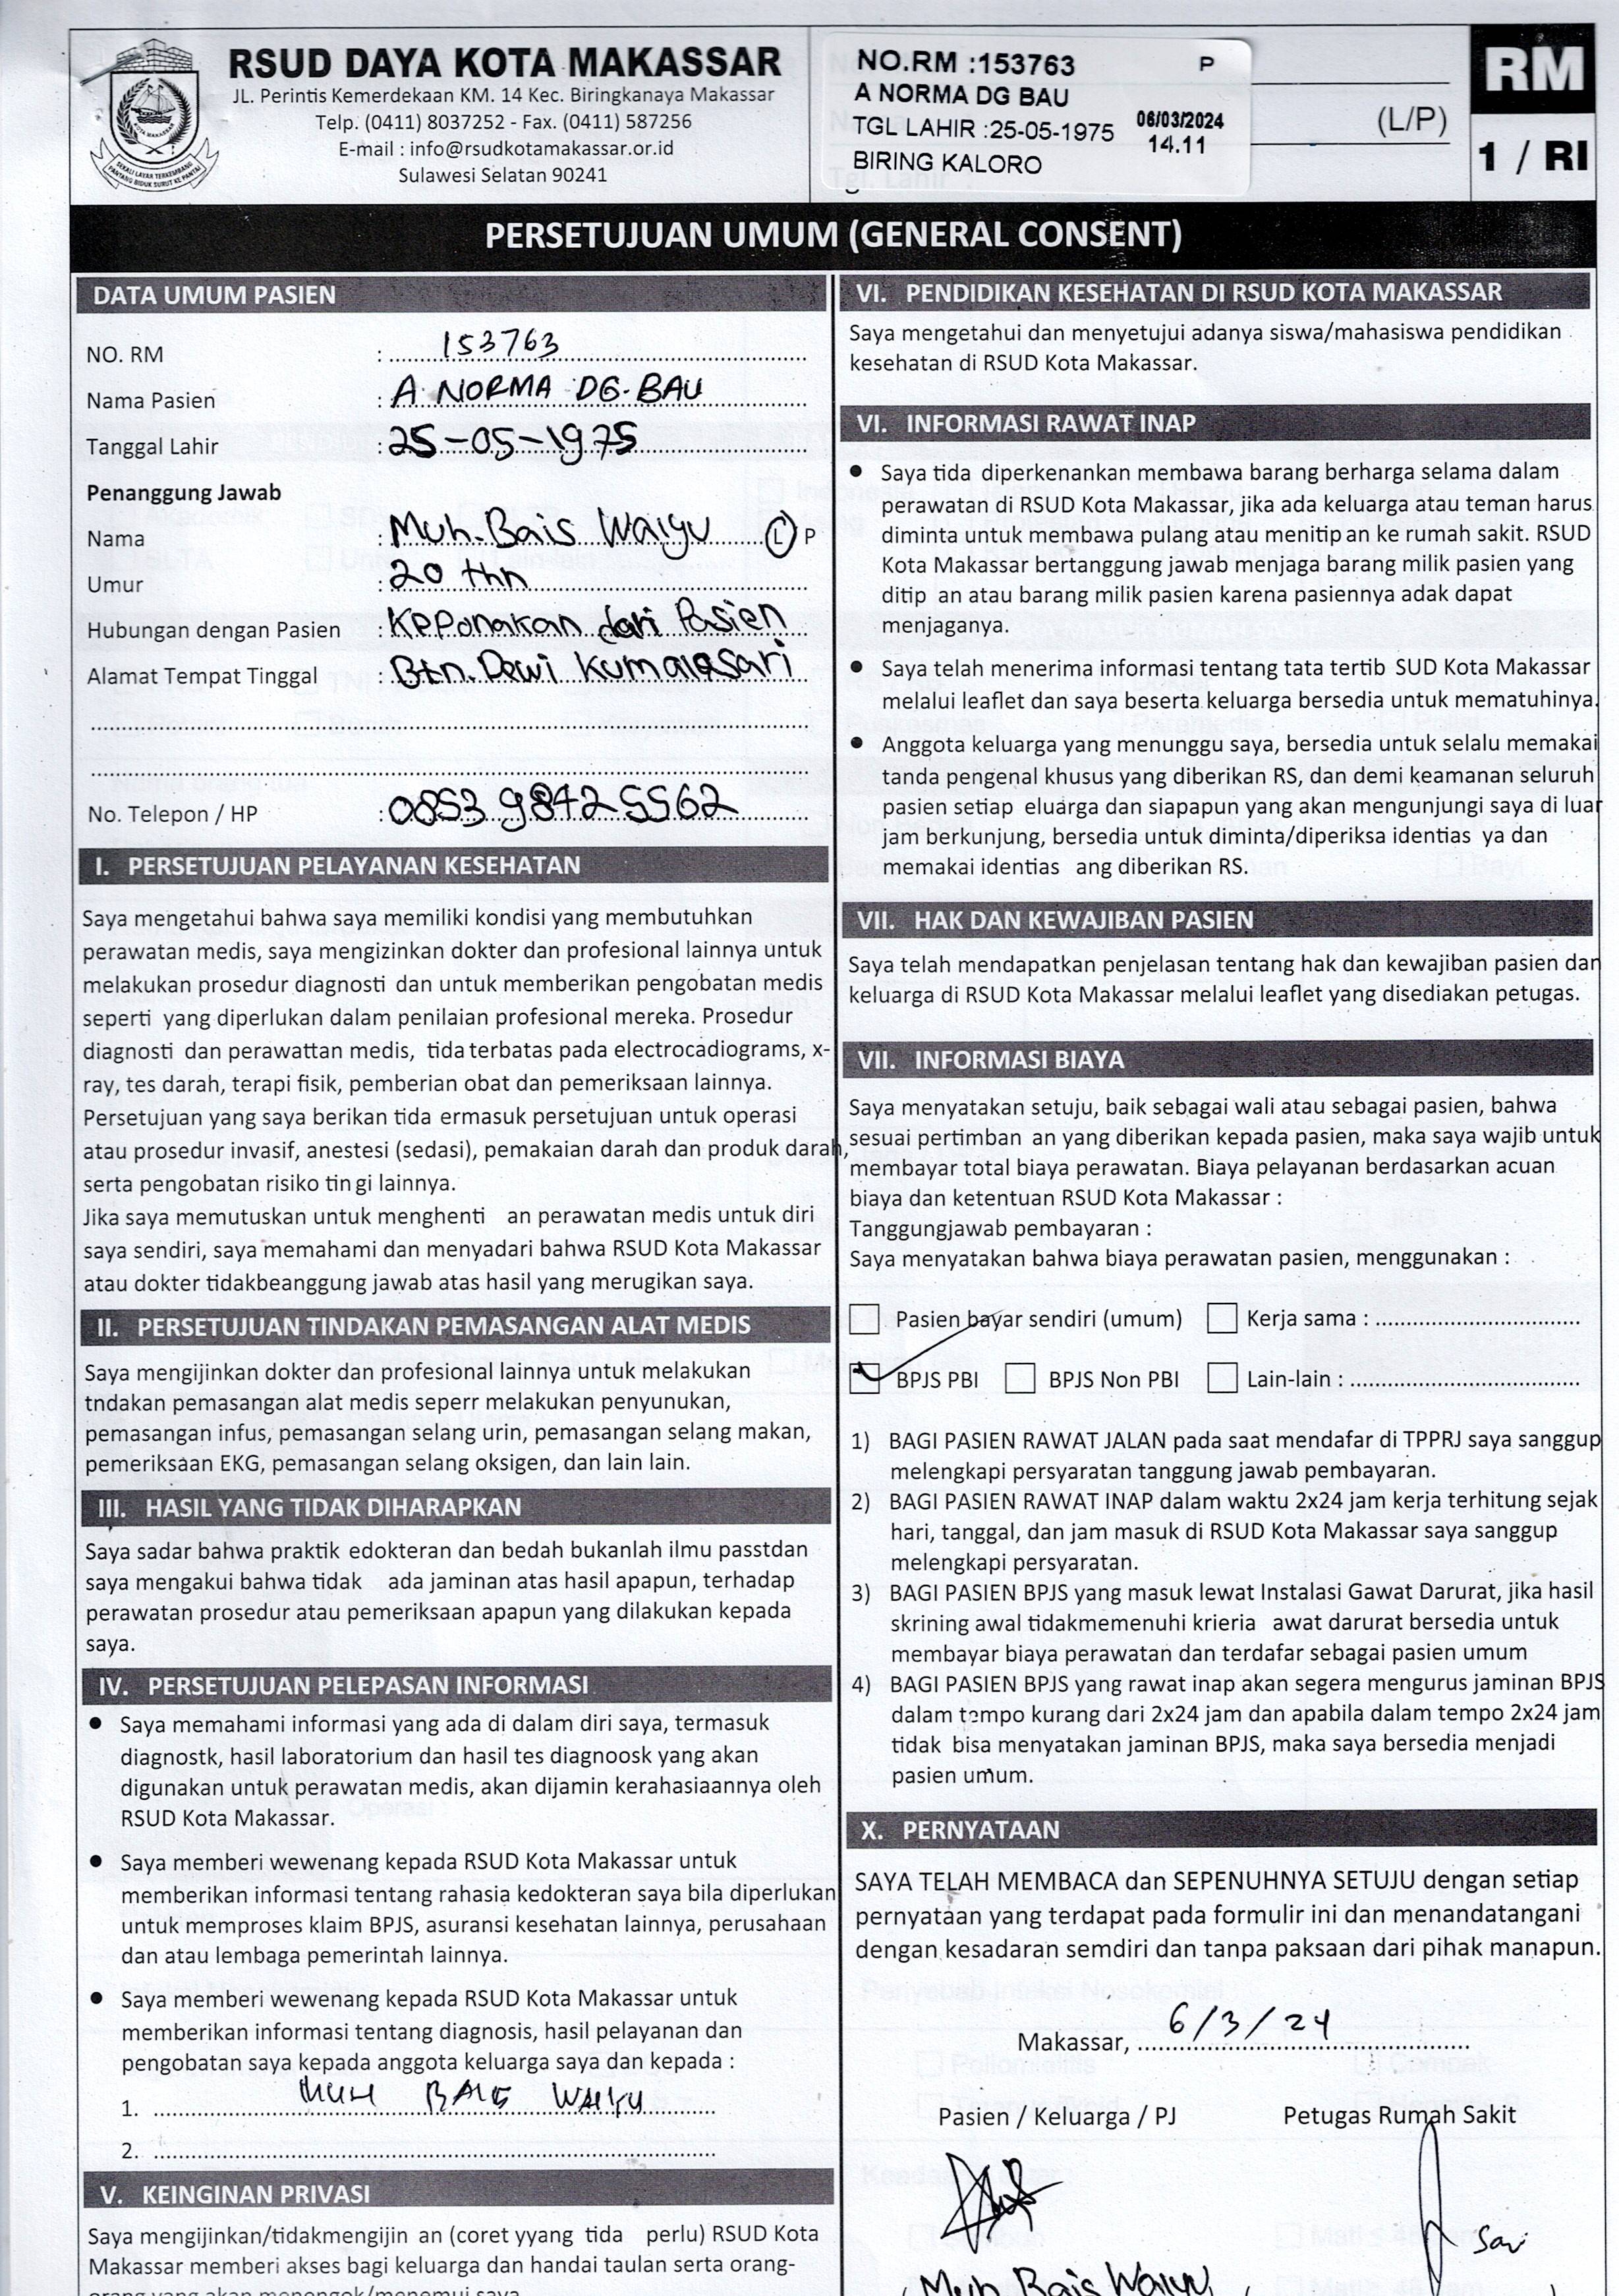 RSUD DAYA KOTA MAKASSAR
JL. Perintis Kemerdekaan KM. 14 Kec. Biringkanaya Makassar
Telp. (0411) 8037252 - Fax. (0411) 587256
E-mail : info@rsudkotamakassar.or.id
Sulawesi Selatan 90241
NO.RM :153763 P
A NORMA DG BAU
TGL LAHIR :25-05-1975 06/03/2024
14.11
BIRING KALORO
(L/P)
RM
1 / RI
PERSETUJUAN UMUM (GENERAL CONSENT)
DATA UMUM PASIEN
NO. RM : 153763
Nama Pasien : A NORMA DG. BAU
Tanggal Lahir : 25-05-1975
Penanggung Jawab
Nama : Muh. Bais Waiyu L P
Umur : 20 thn
Hubungan dengan Pasien : Keponakan dari Pasien
Alamat Tempat Tinggal : Btn. Dewi Kumalasari
No. Telepon / HP : 0853 9842 5562
I. PERSETUJUAN PELAYANAN KESEHATAN
Saya mengetahui bahwa saya memiliki kondisi yang membutuhkan
perawatan medis, saya mengizinkan dokter dan profesional lainnya untuk
melakukan prosedur diagnosti dan untuk memberikan pengobatan medis
seperti yang diperlukan dalam penilaian profesional mereka. Prosedur
diagnosti dan perawattan medis, tida terbatas pada electrocadiograms, x-
ray, tes darah, terapi fisik, pemberian obat dan pemeriksaan lainnya.
Persetujuan yang saya berikan tida ermasuk persetujuan untuk operasi
atau prosedur invasif, anestesi (sedasi), pemakaian darah dan produk darah,
serta pengobatan risiko tin gi lainnya.
Jika saya memutuskan untuk menghenti an perawatan medis untuk diri
saya sendiri, saya memahami dan menyadari bahwa RSUD Kota Makassar
atau dokter tidakbeanggung jawab atas hasil yang merugikan saya.
II. PERSETUJUAN TINDAKAN PEMASANGAN ALAT MEDIS
Saya mengijinkan dokter dan profesional lainnya untuk melakukan
tndakan pemasangan alat medis seperr melakukan penyunukan,
pemasangan infus, pemasangan selang urin, pemasangan selang makan,
pemeriksaan EKG, pemasangan selang oksigen, dan lain lain.
III. HASIL YANG TIDAK DIHARAPKAN
Saya sadar bahwa praktik edokteran dan bedah bukanlah ilmu passtdan
saya mengakui bahwa tidak ada jaminan atas hasil apapun, terhadap
perawatan prosedur atau pemeriksaan apapun yang dilakukan kepada
saya.
IV. PERSETUJUAN PELEPASAN INFORMASI
● Saya memahami informasi yang ada di dalam diri saya, termasuk
diagnostk, hasil laboratorium dan hasil tes diagnoosk yang akan
digunakan untuk perawatan medis, akan dijamin kerahasiaannya oleh
RSUD Kota Makassar.
● Saya memberi wewenang kepada RSUD Kota Makassar untuk
memberikan informasi tentang rahasia kedokteran saya bila diperlukan
untuk memproses klaim BPJS, asuransi kesehatan lainnya, perusahaan
dan atau lembaga pemerintah lainnya.
● Saya memberi wewenang kepada RSUD Kota Makassar untuk
memberikan informasi tentang diagnosis, hasil pelayanan dan
pengobatan saya kepada anggota keluarga saya dan kepada :
1. MUH BAIS WAIYU
2.
V. KEINGINAN PRIVASI
Saya mengijinkan/tidakmengijin an (coret yyang tida perlu) RSUD Kota
Makassar memberi akses bagi keluarga dan handai taulan serta orang-
orang yang akan menengok/menemui saya
VI. PENDIDIKAN KESEHATAN DI RSUD KOTA MAKASSAR
Saya mengetahui dan menyetujui adanya siswa/mahasiswa pendidikan
kesehatan di RSUD Kota Makassar.
VI. INFORMASI RAWAT INAP
● Saya tida diperkenankan membawa barang berharga selama dalam
perawatan di RSUD Kota Makassar, jika ada keluarga atau teman harus
diminta untuk membawa pulang atau menitip an ke rumah sakit. RSUD
Kota Makassar bertanggung jawab menjaga barang milik pasien yang
ditip an atau barang milik pasien karena pasiennya adak dapat
menjaganya.
● Saya telah menerima informasi tentang tata tertib SUD Kota Makassar
melalui leaflet dan saya beserta keluarga bersedia untuk mematuhinya.
● Anggota keluarga yang menunggu saya, bersedia untuk selalu memakai
tanda pengenal khusus yang diberikan RS, dan demi keamanan seluruh
pasien setiap eluarga dan siapapun yang akan mengunjungi saya di luar
jam berkunjung, bersedia untuk diminta/diperiksa identias ya dan
memakai identias ang diberikan RS.
VII. HAK DAN KEWAJIBAN PASIEN
Saya telah mendapatkan penjelasan tentang hak dan kewajiban pasien dan
keluarga di RSUD Kota Makassar melalui leaflet yang disediakan petugas.
VII. INFORMASI BIAYA
Saya menyatakan setuju, baik sebagai wali atau sebagai pasien, bahwa
sesuai pertimban an yang diberikan kepada pasien, maka saya wajib untuk
membayar total biaya perawatan. Biaya pelayanan berdasarkan acuan
biaya dan ketentuan RSUD Kota Makassar :
Tanggungjawab pembayaran :
Saya menyatakan bahwa biaya perawatan pasien, menggunakan :
Pasien bayar sendiri (umum) Kerja sama :
BPJS PBI BPJS Non PBI Lain-lain :
1) BAGI PASIEN RAWAT JALAN pada saat mendafar di TPPRJ saya sanggup
melengkapi persyaratan tanggung jawab pembayaran.
2) BAGI PASIEN RAWAT INAP dalam waktu 2x24 jam kerja terhitung sejak
hari, tanggal, dan jam masuk di RSUD Kota Makassar saya sanggup
melengkapi persyaratan.
3) BAGI PASIEN BPJS yang masuk lewat Instalasi Gawat Darurat, jika hasil
skrining awal tidakmemenuhi krieria awat darurat bersedia untuk
membayar biaya perawatan dan terdafar sebagai pasien umum
4) BAGI PASIEN BPJS yang rawat inap akan segera mengurus jaminan BPJS
dalam tempo kurang dari 2x24 jam dan apabila dalam tempo 2x24 jam
tidak bisa menyatakan jaminan BPJS, maka saya bersedia menjadi
pasien umum.
X. PERNYATAAN
SAYA TELAH MEMBACA dan SEPENUHNYA SETUJU dengan setiap
pernyataan yang terdapat pada formulir ini dan menandatangani
dengan kesadaran semdiri dan tanpa paksaan dari pihak manapun.
Makassar, 6/3/24
Pasien / Keluarga / PJ Petugas Rumah Sakit
Sari
Muh Bais Waiyu